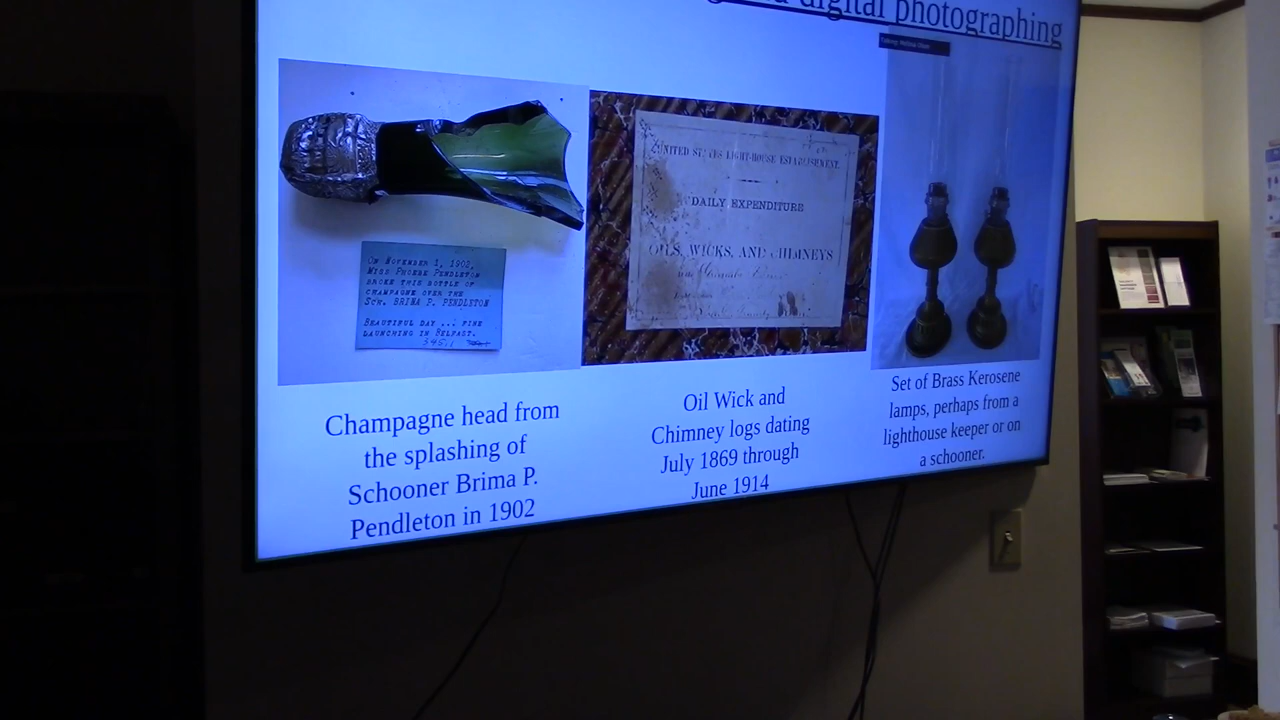 digital photographing
ON NOVEMBER 1, 1902,
MISS PHOEBE PENDLETON
BROKE THIS BOTTLE OF
CHAMPAGNE OVER THE
SCH. BRIMA P. PENDLETON
BEAUTIFUL DAY ... FINE
LAUNCHING IN BELFAST.
UNITED STATES LIGHT-HOUSE ESTABLISHMENT.
DAILY EXPENDITURE
OILS, WICKS, AND CHIMNEYS
Champagne head from
the splashing of
Schooner Brima P.
Pendleton in 1902
Oil Wick and
Chimney logs dating
July 1869 through
June 1914
Set of Brass Kerosene
lamps, perhaps from a
lighthouse keeper or on
a schooner.